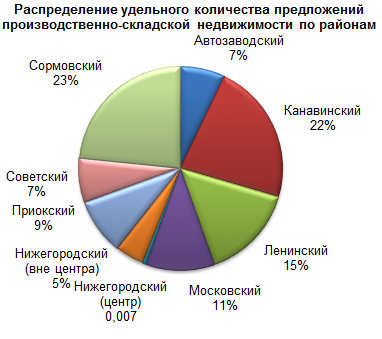 Распределение удельного количества предложений
производственно-складской недвижимости по районам
Автозаводский
7%
Канавинский
22%
Ленинский
15%
Московский
11%
Нижегородский
(центр)
0,007
Нижегородский
(вне центра)
5%
Приокский
9%
Советский
7%
Сормовский
23%